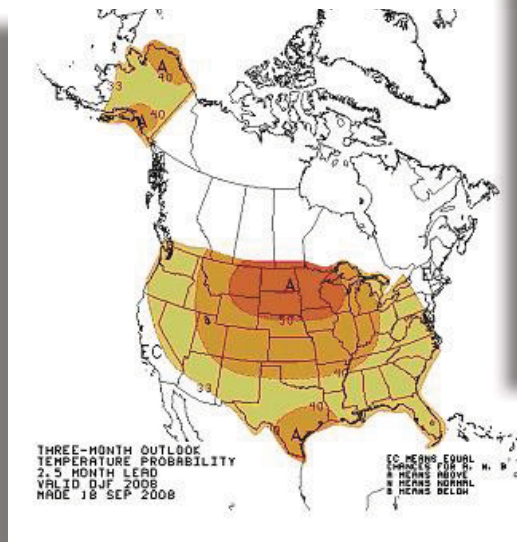 A
40
33
E
40
A
A
50
EC
40
33
40
A
THREE-MONTH OUTLOOK
TEMPERATURE PROBABILITY
2.5 MONTH LEAD
VALID DJF 2008
MADE 18 SEP 2008
EC MEANS EQUAL
CHANCES FOR A, N, B
A MEANS ABOVE
N MEANS NORMAL
B MEANS BELOW